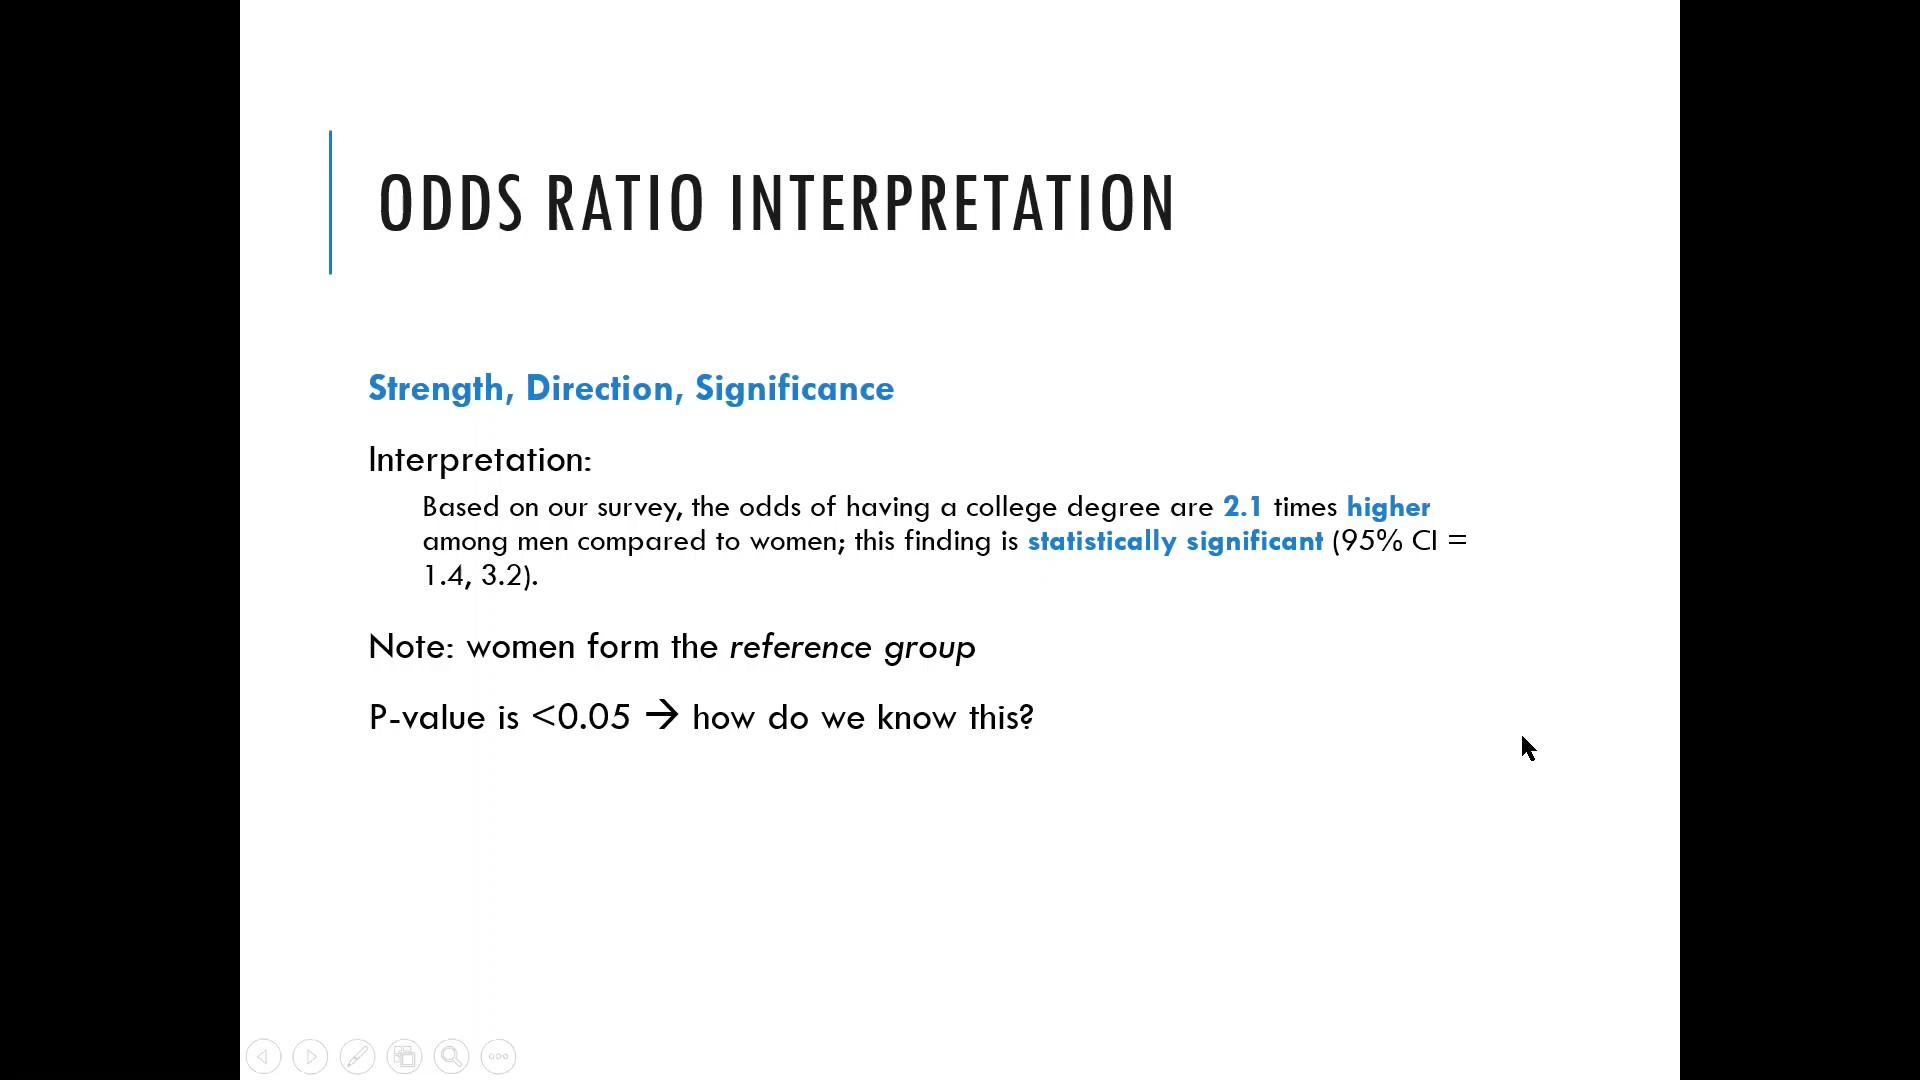 ODDS RATIO INTERPRETATION
Strength, Direction, Significance
Interpretation:
Based on our survey, the odds of having a college degree are 2.1 times higher
among men compared to women; this finding is statistically significant (95% CI =
1.4, 3.2).
Note: women form the reference group
P-value is <0.05 → how do we know this?